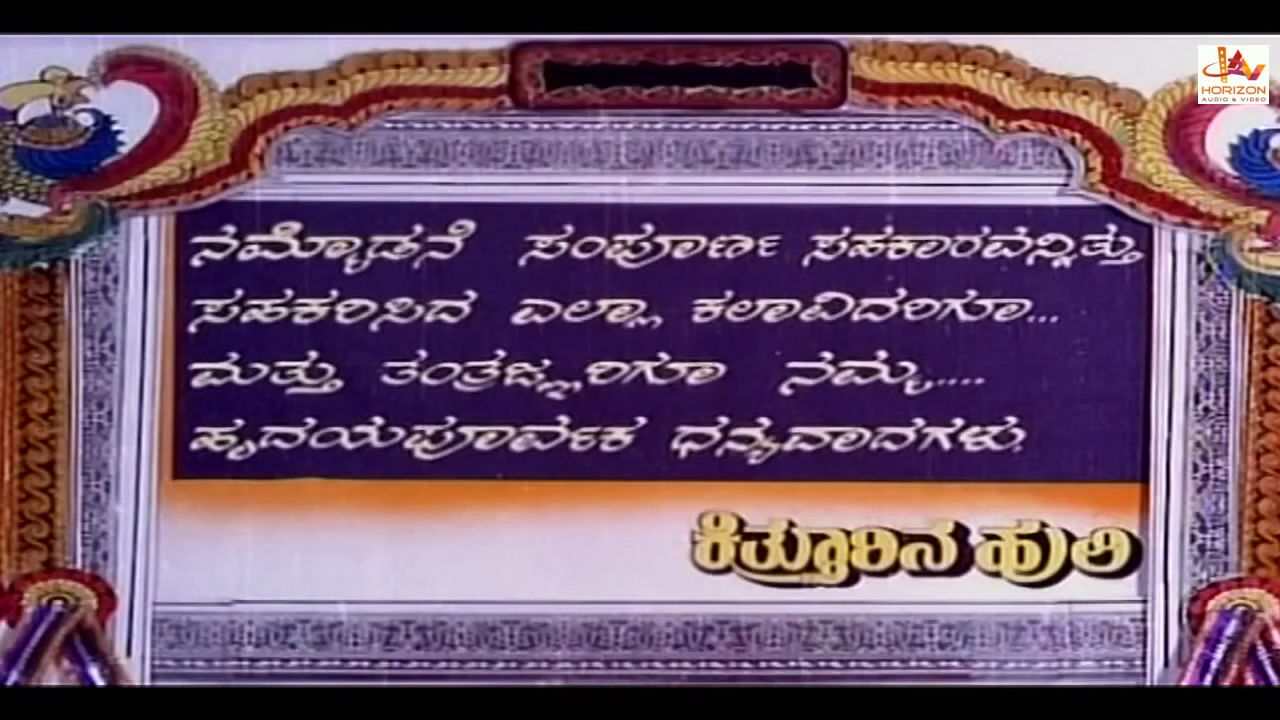 HORIZON
AUDIO & VIDEO
ನಮ್ಮೊಡನೆ ಸಂಪೂರ್ಣ ಸಹಕಾರವನ್ನಿತ್ತು
ಸಹಕರಿಸಿದ ಎಲ್ಲಾ ಕಲಾವಿದರಿಗೂ...
ಮತ್ತು ತಂತ್ರಜ್ಞರಿಗೂ ನಮ್ಮ....
ಹೃದಯಪೂರ್ವಕ ಧನ್ಯವಾದಗಳು.
ಕಿತ್ತೂರಿನ ಹುಲಿ